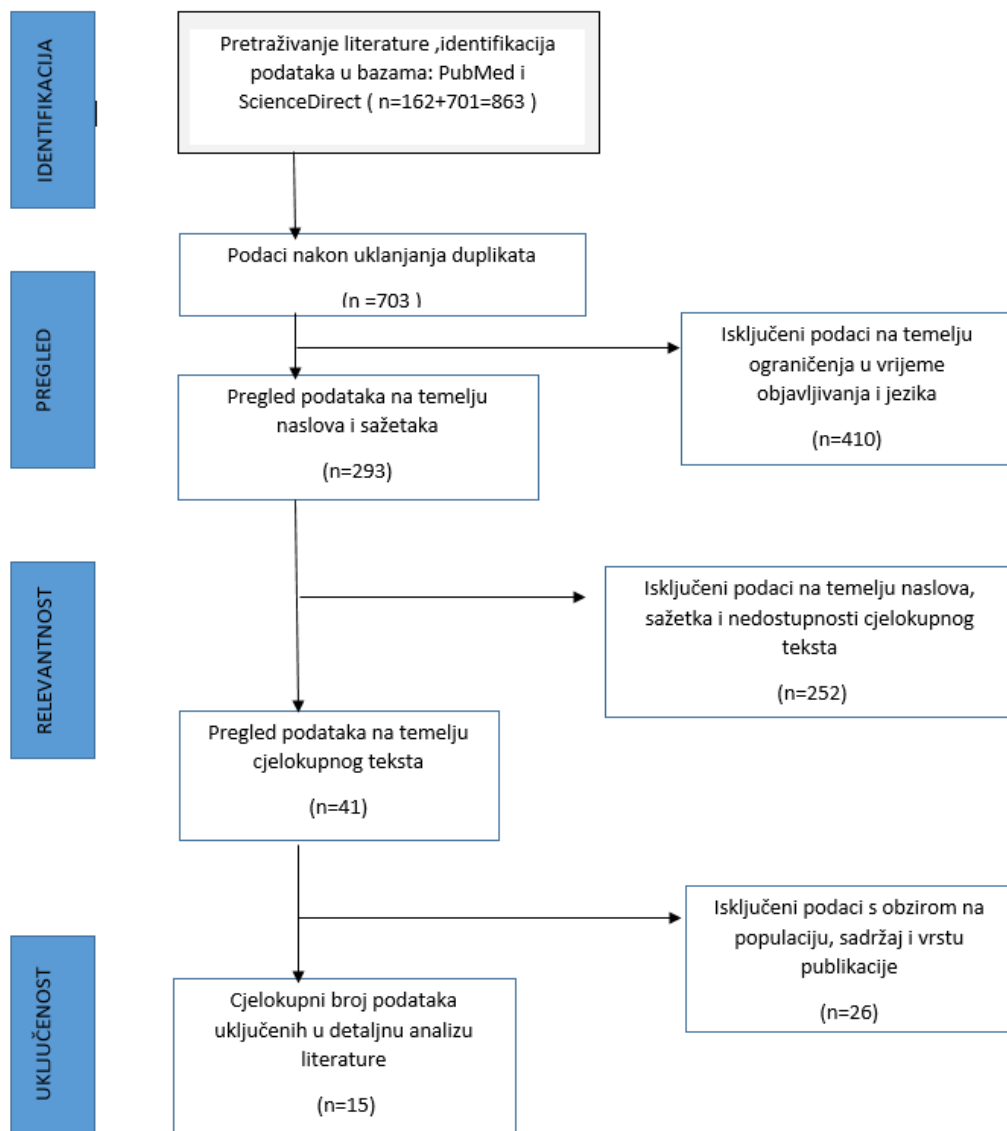 IDENTIFIKACIJA
Pretraživanje literature ,identifikacija
podataka u bazama: PubMed i
ScienceDirect ( n=162+701=863 )
Podaci nakon uklanjanja duplikata
(n =703 )
PREGLED
Isključeni podaci na temelju
ograničenja u vrijeme
objavljivanja i jezika
(n=410)
Pregled podataka na temelju
naslova i sažetaka
(n=293)
RELEVANTNOST
Isključeni podaci na temelju naslova,
sažetka i nedostupnosti cjelokupnog
teksta
(n=252)
Pregled podataka na temelju
cjelokupnog teksta
(n=41)
Isključeni podaci s obzirom na
populaciju, sadržaj i vrstu
publikacije
(n=26)
UKLJUČENOST
Cjelokupni broj podataka
uključenih u detaljnu analizu
literature
(n=15)